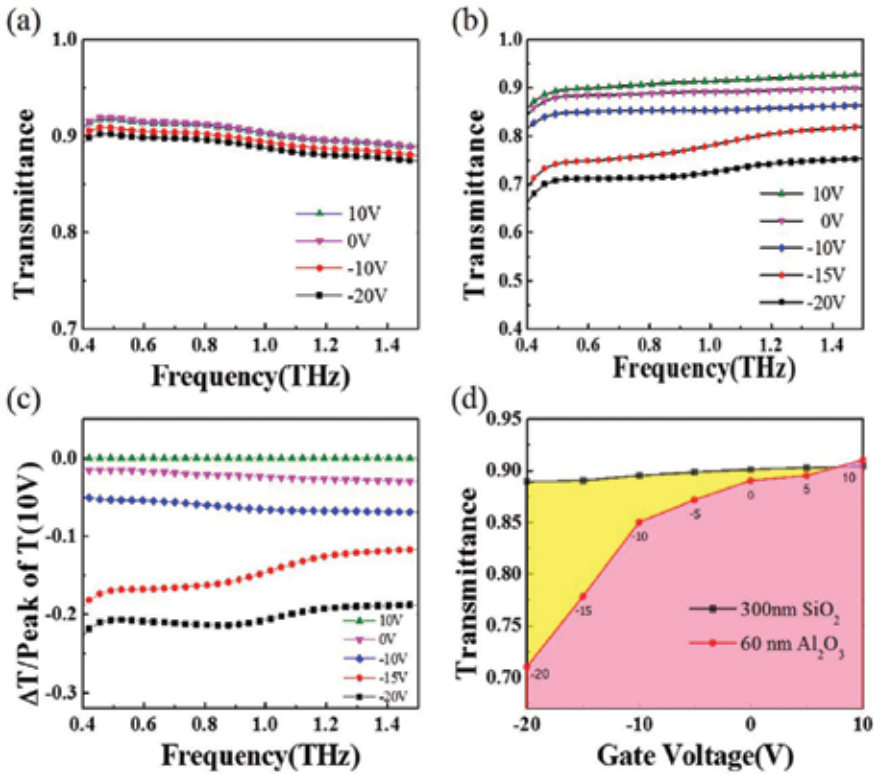 (a)
1.0
0.9
0.8
0.7
Transmittance
10V
0V
-10V
-20V
0.4 0.6 0.8 1.0 1.2 1.4
Frequency(THz)
(b)
1.0
0.9
0.8
0.7
0.6
0.5
0.4
Transmittance
10V
0V
-10V
-15V
-20V
0.4 0.6 0.8 1.0 1.2 1.4
Frequency(THz)
(c)
0.0
-0.1
-0.2
-0.3
ΔT/Peak of T(10V)
10V
0V
-10V
-15V
-20V
0.4 0.6 0.8 1.0 1.2 1.4
Frequency(THz)
(d)
0.95
0.90
0.85
0.80
0.75
0.70
Transmittance
-20
-15
-10
-5
0
5
10
300nm SiO₂
60 nm Al₂O₃
-20 -10 0 10
Gate Voltage(V)